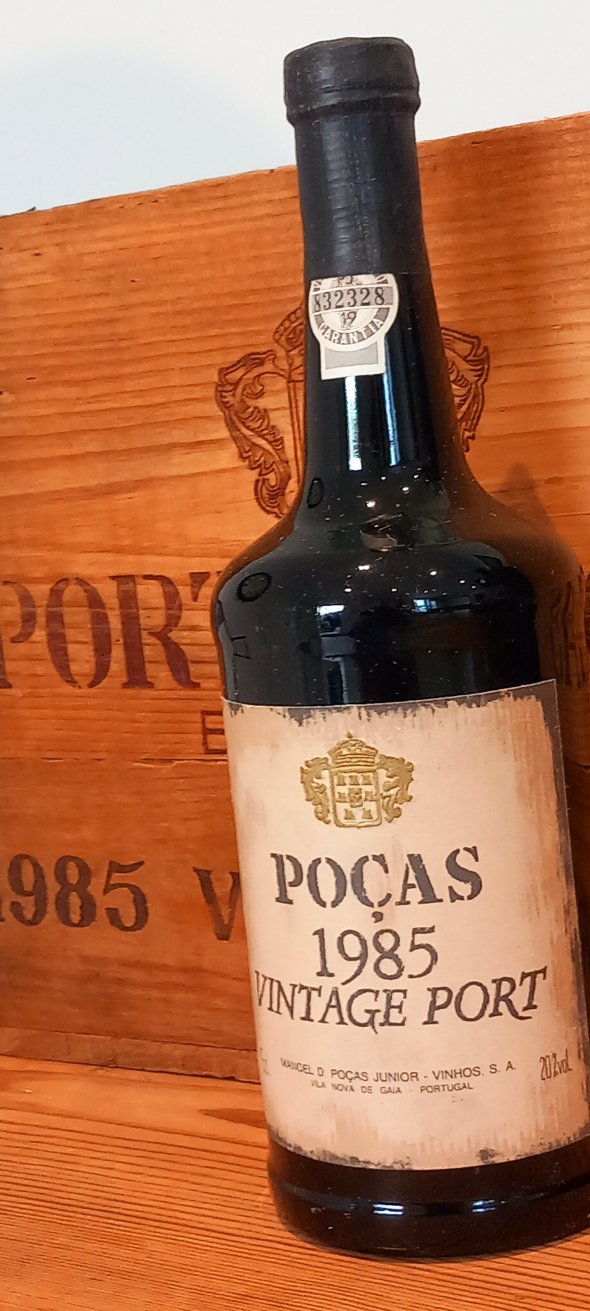 832328
19
GARANTIA
PORT
1985 V
POÇAS
1985
VINTAGE PORT
MANOEL D. POÇAS JUNIOR - VINHOS. S. A.
VILA NOVA DE GAIA - PORTUGAL
20%vol.